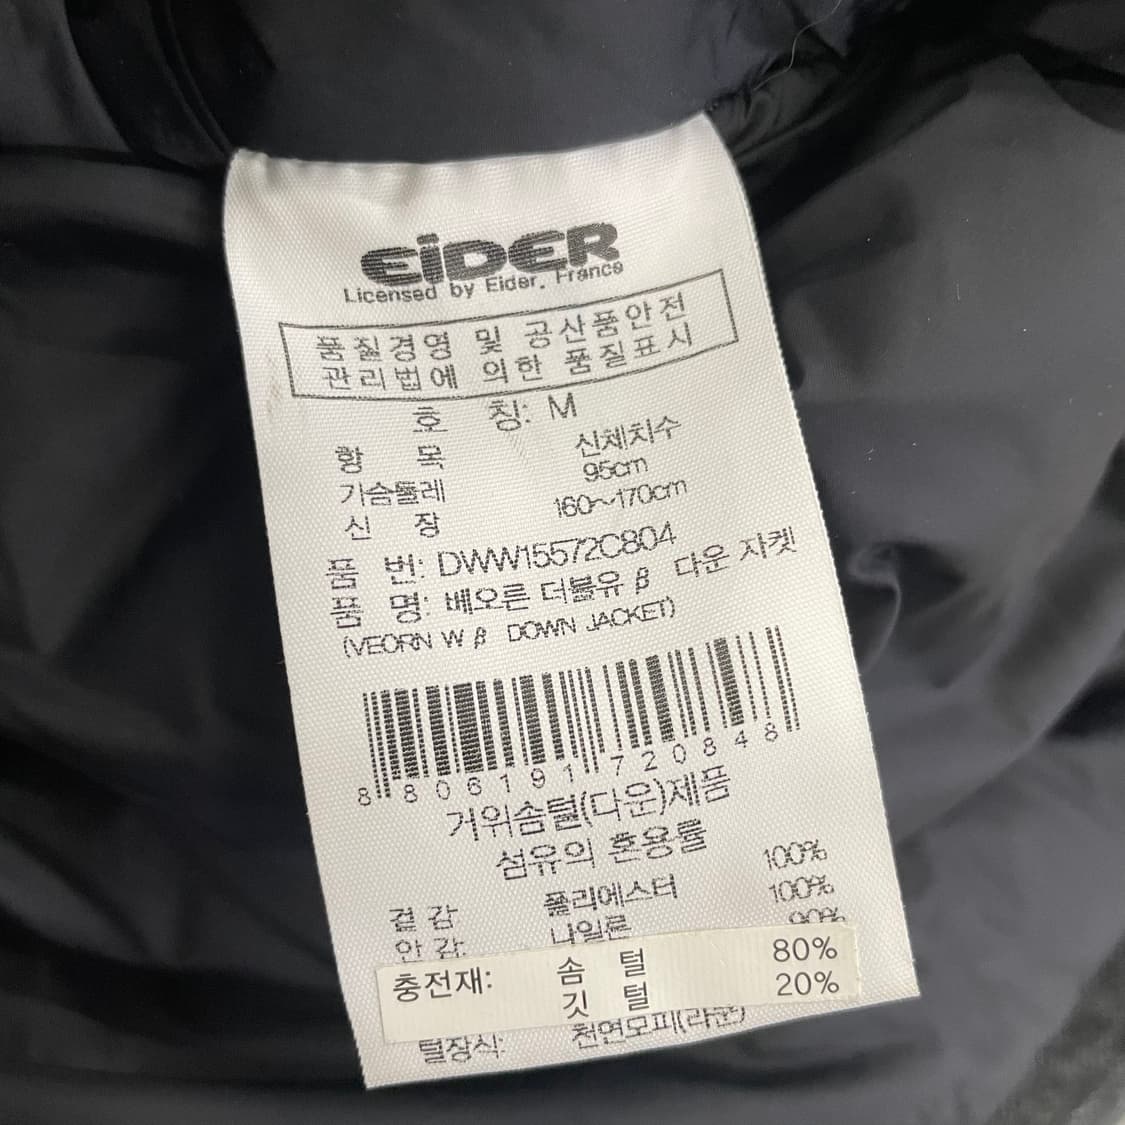 EiDER
Licensed by Eider. France
품질경영 및 공산품안전
관리법에 의한 품질표시
호 칭: M
항 목 신체치수
기슴둘레 95cm
신 장 160~170cm
품 번: DWW15572C804
품 명: 베오른 더블유 β 다운 자켓
(VEORN W β DOWN JACKET)
8 806191 720848
거위솜털(다운)제품
섬유의 혼용률
겉 감 폴리에스터 100%
안 감 나일론 100%
90%
충전재: 솜 털 80%
깃 털 20%
털장식: 천연모피(라쿤)